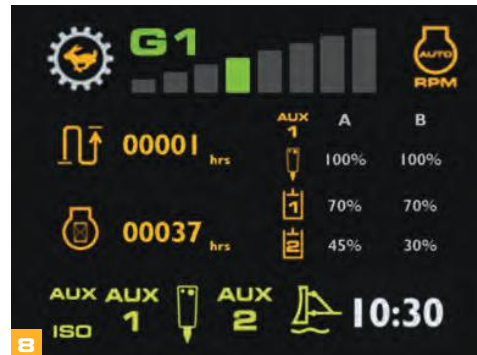 G1
AUTO
RPM
AUX 1 A B
00001 hrs
100% 100%
1 70% 70%
00037 hrs
2 45% 30%
AUX ISO AUX 1 AUX 2 10:30
8